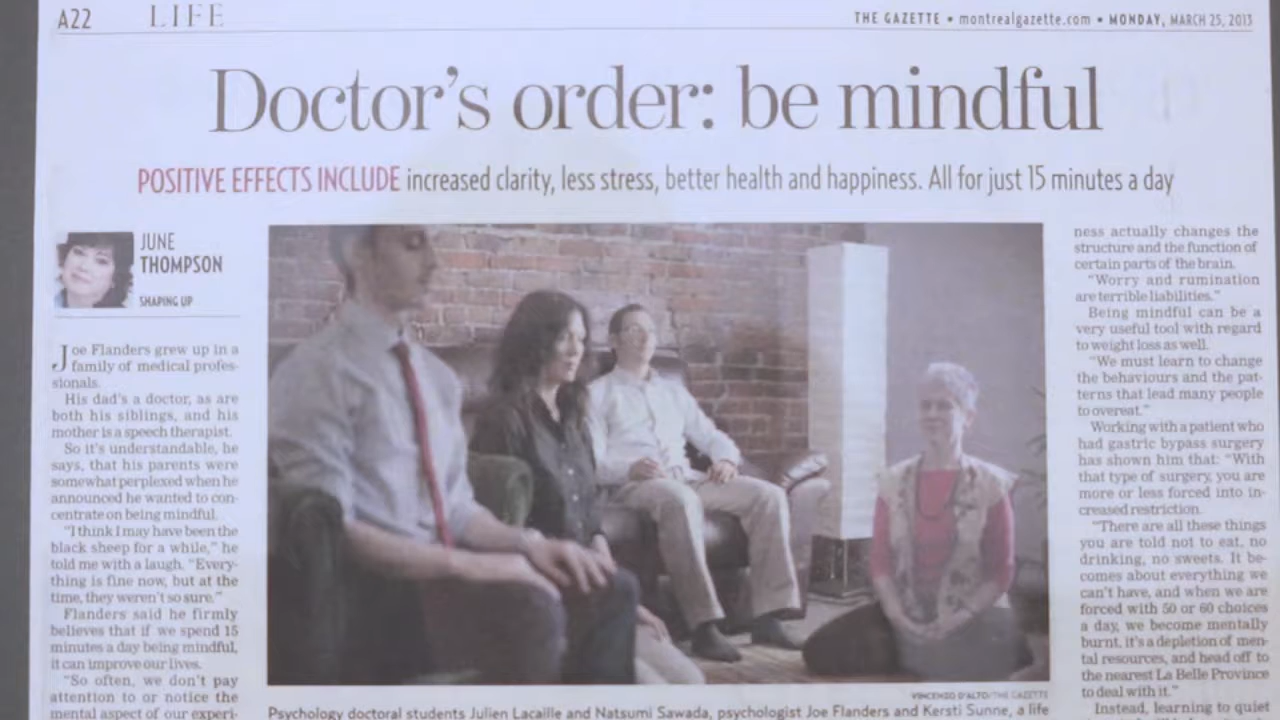 A22 LIFE THE GAZETTE • montrealgazette.com • MONDAY, MARCH 25, 2013
Doctor's order: be mindful
POSITIVE EFFECTS INCLUDE increased clarity, less stress, better health and happiness. All for just 15 minutes a day
JUNE
THOMPSON
SHAPING UP
Joe Flanders grew up in a
family of medical profes-
sionals.
His dad's a doctor, as are
both his siblings, and his
mother is a speech therapist.
So it's understandable, he
says, that his parents were
somewhat perplexed when he
announced he wanted to con-
centrate on being mindful.
"I think I may have been the
black sheep for a while," he
told me with a laugh. "Every-
thing is fine now, but at the
time, they weren't so sure."
Flanders said he firmly
believes that if we spend 15
minutes a day being mindful,
it can improve our lives.
"So often, we don't pay
attention to or notice the
mental aspect of our experi-
VINCENZO D'ALTO/THE GAZETTE
Psychology doctoral students Julien Lacaille and Natsumi Sawada, psychologist Joe Flanders and Kersti Sunne, a life
ness actually changes the
structure and the function of
certain parts of the brain.
"Worry and rumination
are terrible liabilities."
Being mindful can be a
very useful tool with regard
to weight loss as well.
"We must learn to change
the behaviours and the pat-
terns that lead many people
to overeat."
Working with a patient who
had gastric bypass surgery
has shown him that: "With
that type of surgery, you are
more or less forced into in-
creased restriction.
"There are all these things
you are told not to eat, no
drinking, no sweets. It be-
comes about everything we
can't have, and when we are
forced with 50 or 60 choices
a day, we become mentally
burnt, it's a depletion of men-
tal resources, and head off to
the nearest La Belle Province
to deal with it."
Instead, learning to quiet